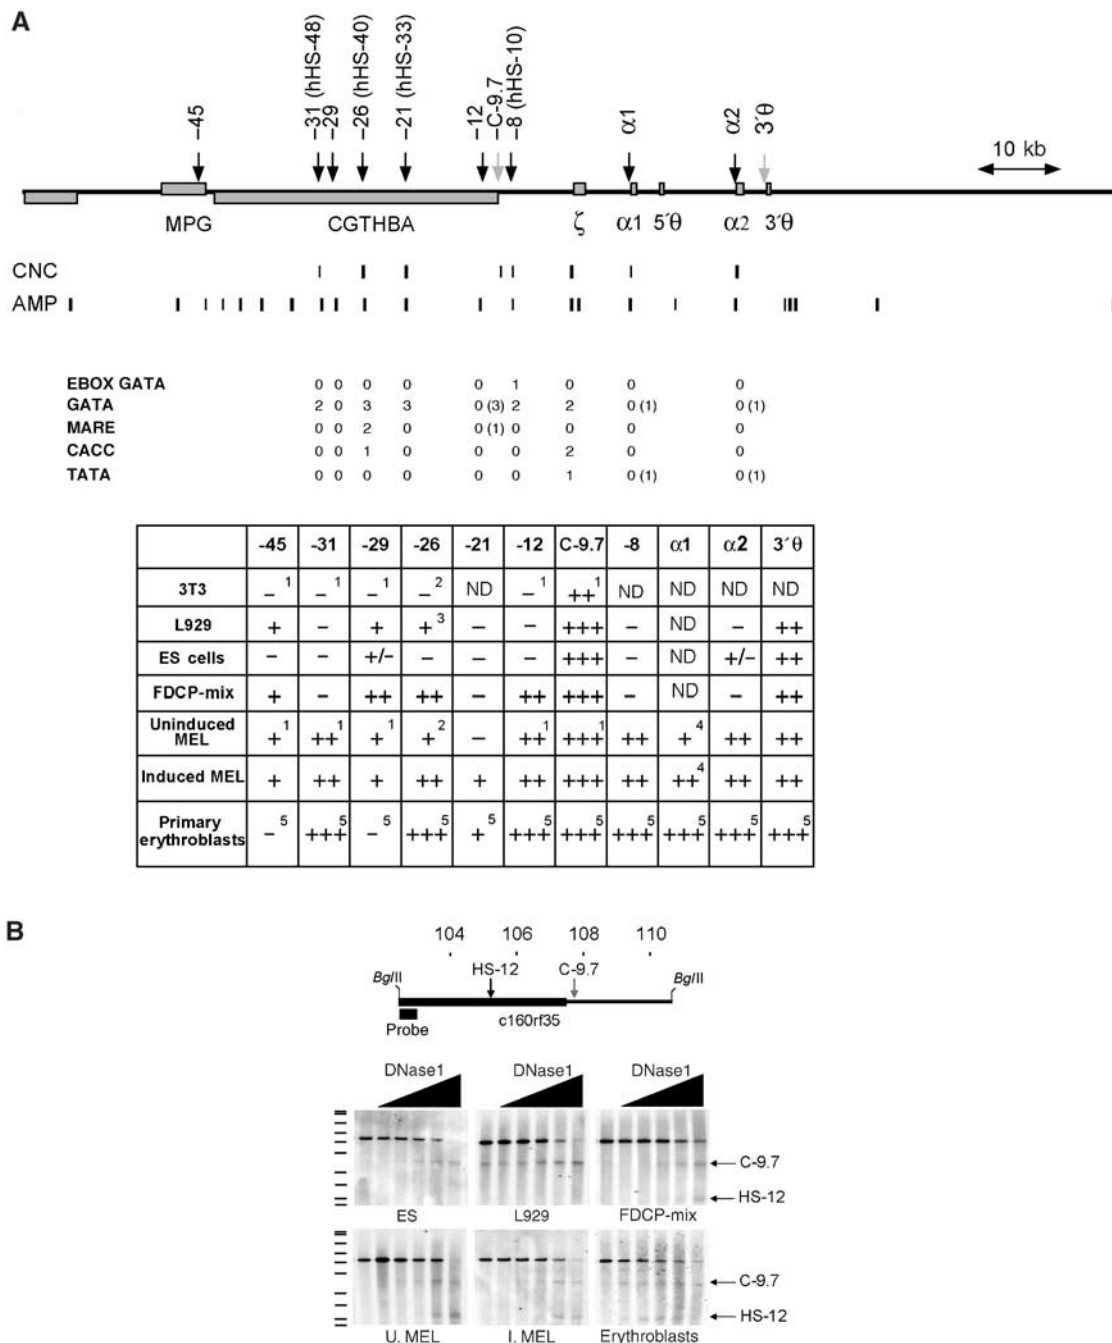 A
-45
-31 (hHS-48)
-29
-26 (hHS-40)
-21 (hHS-33)
-12
-C-9.7
-8 (hHS-10)
α1
α2
3´θ
10 kb
MPG CGTHBA ζ α1 5´θ α2 3´θ
CNC
AMP
EBOX GATA 0 0 0 0 0 1 0 0 0
GATA 2 0 3 3 0 (3) 2 2 0 (1) 0 (1)
MARE 0 0 2 0 0 (1) 0 0 0 0
CACC 0 0 1 0 0 0 2 0 0
TATA 0 0 0 0 0 0 1 0 (1) 0 (1)
-45 -31 -29 -26 -21 -12 C-9.7 -8 α1 α2 3´θ
3T3 –1 –1 –1 –2 ND –1 ++1 ND ND ND ND
L929 + – + +3 – – +++ – ND – ++
ES cells – – +/– – – – +++ – ND +/– ++
FDCP-mix + – ++ ++ – ++ +++ – ND – ++
Uninduced MEL +1 ++1 +1 +2 – ++1 +++1 ++ +4 ++ ++
Induced MEL + ++ + ++ + ++ +++ ++ ++4 ++ ++
Primary erythroblasts –5 +++5 –5 +++5 +5 +++5 +++5 +++5 +++5 +++5 +++5
B
104 106 108 110
HS-12 C-9.7
BglII BglII
c160rf35
Probe
DNase1 DNase1 DNase1
C-9.7
HS-12
ES L929 FDCP-mix
C-9.7
HS-12
U. MEL I. MEL Erythroblasts